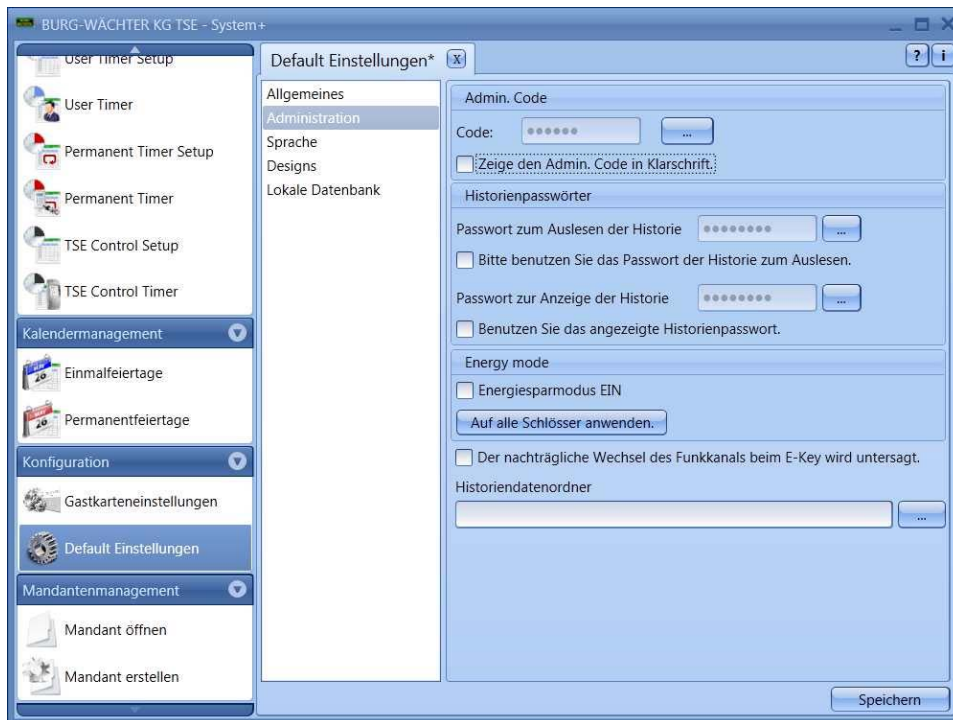 BURG-WÄCHTER KG TSE - System+
User Timer Setup
User Timer
Permanent Timer Setup
Permanent Timer
TSE Control Setup
TSE Control Timer
Kalendermanagement
Einmalfeiertage
Permanentfeiertage
Konfiguration
Gastkarteneinstellungen
Default Einstellungen
Mandantenmanagement
Mandant öffnen
Mandant erstellen
Default Einstellungen* X
? i
Allgemeines
Administration
Sprache
Designs
Lokale Datenbank
Admin. Code
Code: ●●●●●● ...
Zeige den Admin. Code in Klarschrift.
Historienpasswörter
Passwort zum Auslesen der Historie ●●●●●●●● ...
Bitte benutzen Sie das Passwort der Historie zum Auslesen.
Passwort zur Anzeige der Historie ●●●●●●●● ...
Benutzen Sie das angezeigte Historienpasswort.
Energy mode
Energiesparmodus EIN
Auf alle Schlösser anwenden.
Der nachträgliche Wechsel des Funkkanals beim E-Key wird untersagt.
Historiendatenordner
...
Speichern